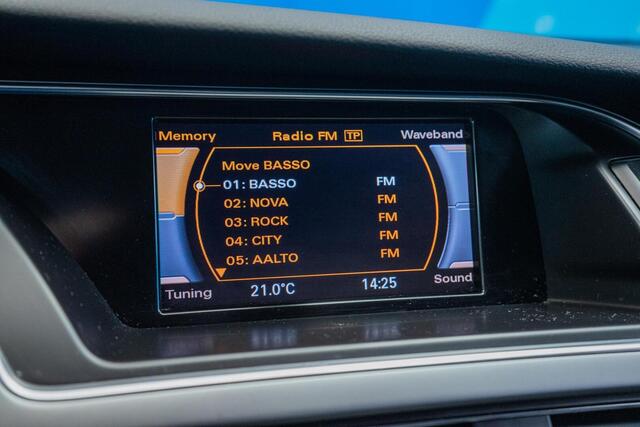 Memory Radio FM TP Waveband
Move BASSO
01: BASSO FM
02: NOVA FM
03: ROCK FM
04: CITY FM
05: AALTO FM
Tuning 21.0°C 14:25 Sound